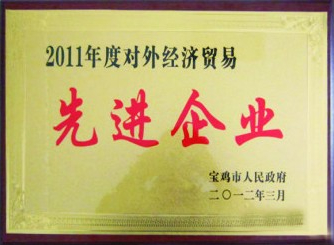 2011年度对外经济贸易
先进企业
宝鸡市人民政府
二〇一二年三月